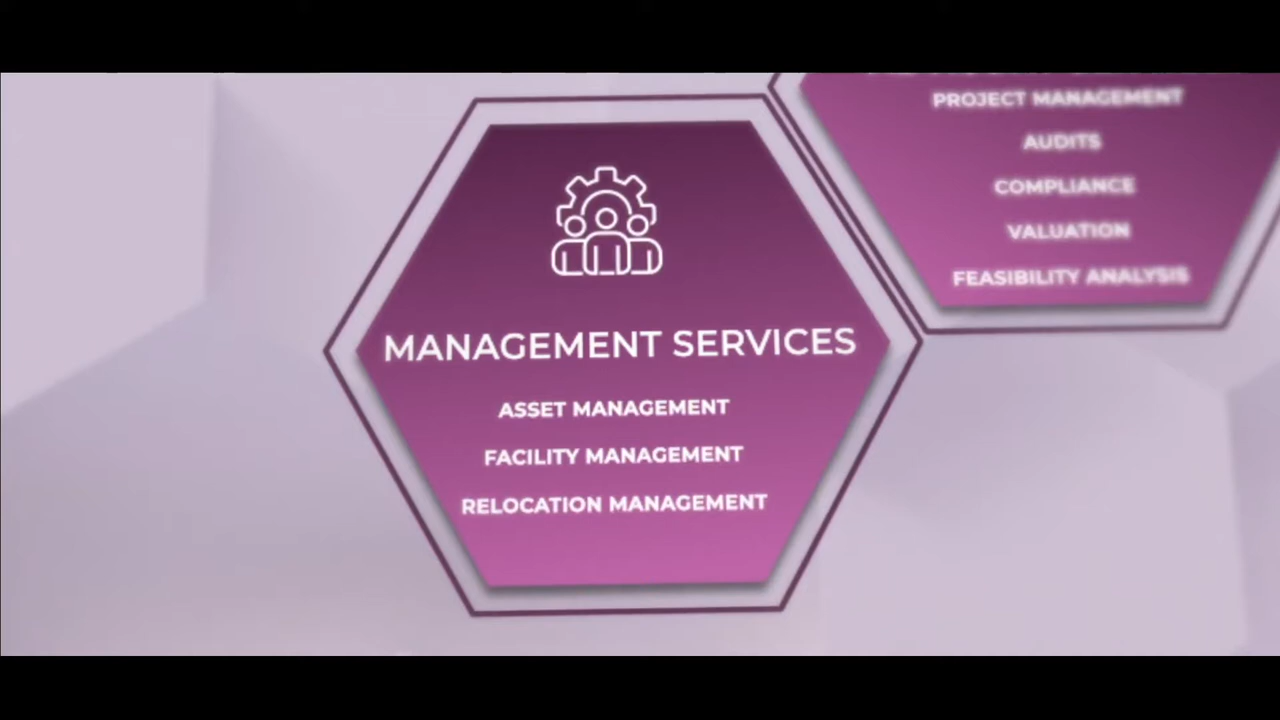 MANAGEMENT SERVICES
ASSET MANAGEMENT
FACILITY MANAGEMENT
RELOCATION MANAGEMENT
PROJECT MANAGEMENT
AUDITS
COMPLIANCE
VALUATION
FEASIBILITY ANALYSIS